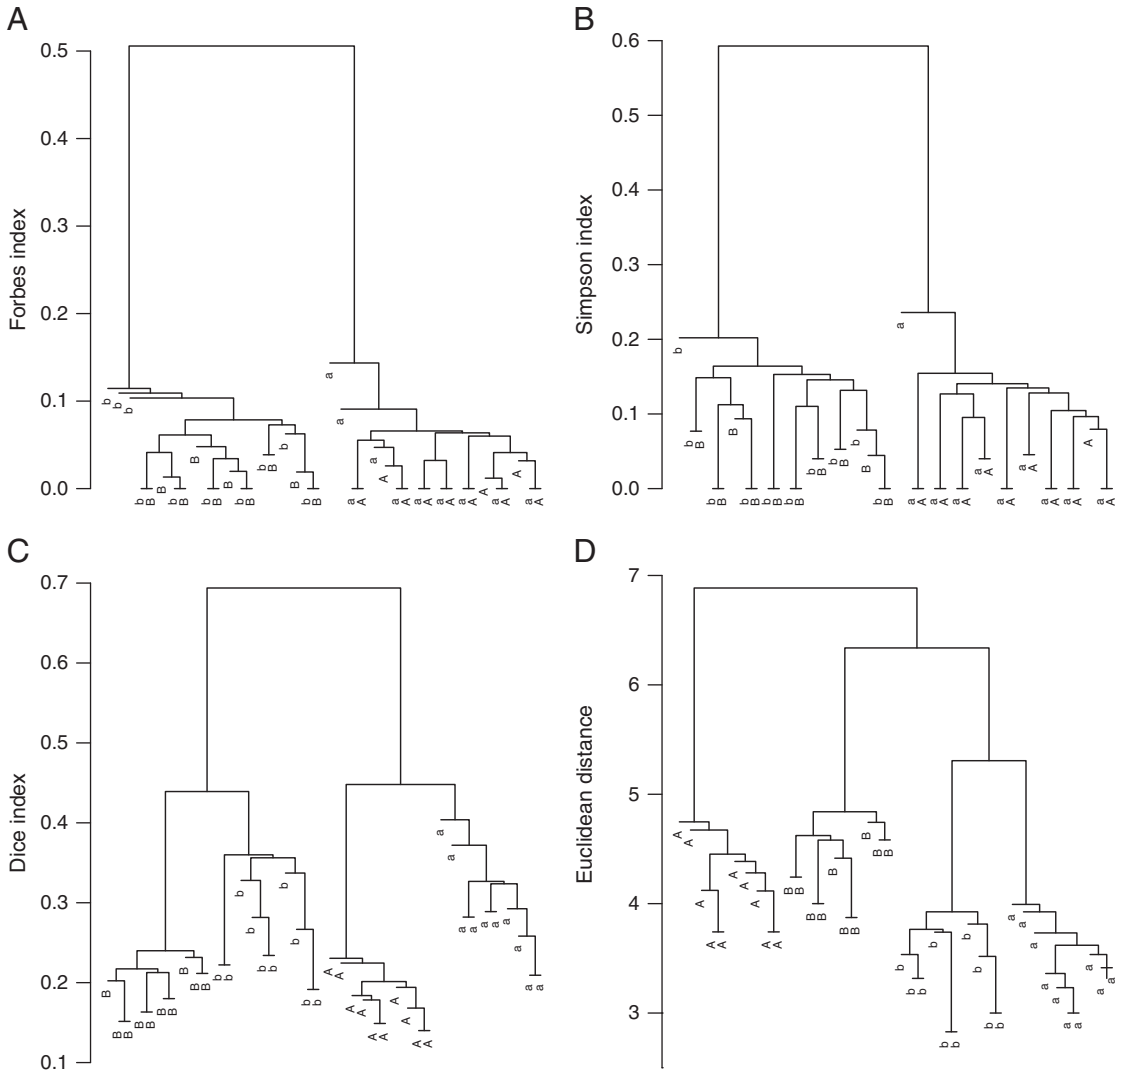 A
Forbes index
0.5
0.4
0.3
0.2
0.1
0.0
b b b b B B b B B b B B b B b B b B b B
a a a A a A a A a A a A A a A A a A
B
Simpson index
0.6
0.5
0.4
0.3
0.2
0.1
0.0
b b B b B B b B b B b B b B b B b B b B
a a A a A a A a A a A a A a A a A A a A
C
Dice index
0.7
0.6
0.5
0.4
0.3
0.2
0.1
B B B B B B B B B B b b b b b b b b b b
A A A A A A A A A A a a a a a a a a a a
D
Euclidean distance
7
6
5
4
3
A A A A A A A A A A B B B B B B B B B B
b b b b b b b b b b a a a a a a a a a a